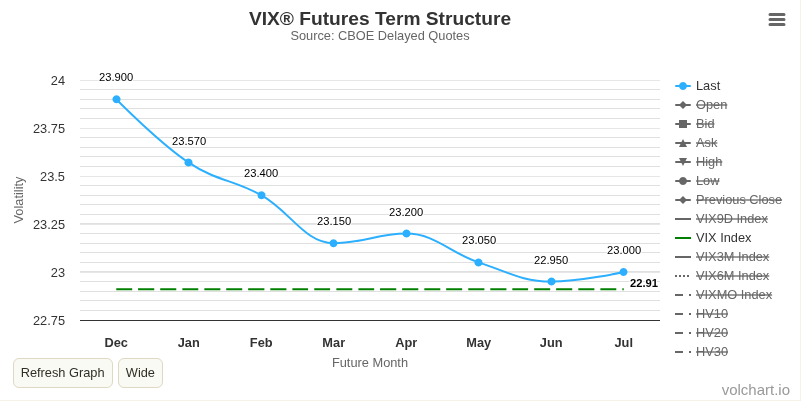 VIX® Futures Term Structure
Source: CBOE Delayed Quotes
Volatility
24
23.75
23.5
23.25
23
22.75
23.900
23.570
23.400
23.150
23.200
23.050
22.950
23.000
22.91
Dec Jan Feb Mar Apr May Jun Jul
Future Month
Last
Open
Bid
Ask
High
Low
Previous Close
VIX9D Index
VIX Index
VIX3M Index
VIX6M Index
VIXMO Index
HV10
HV20
HV30
Refresh Graph Wide
volchart.io